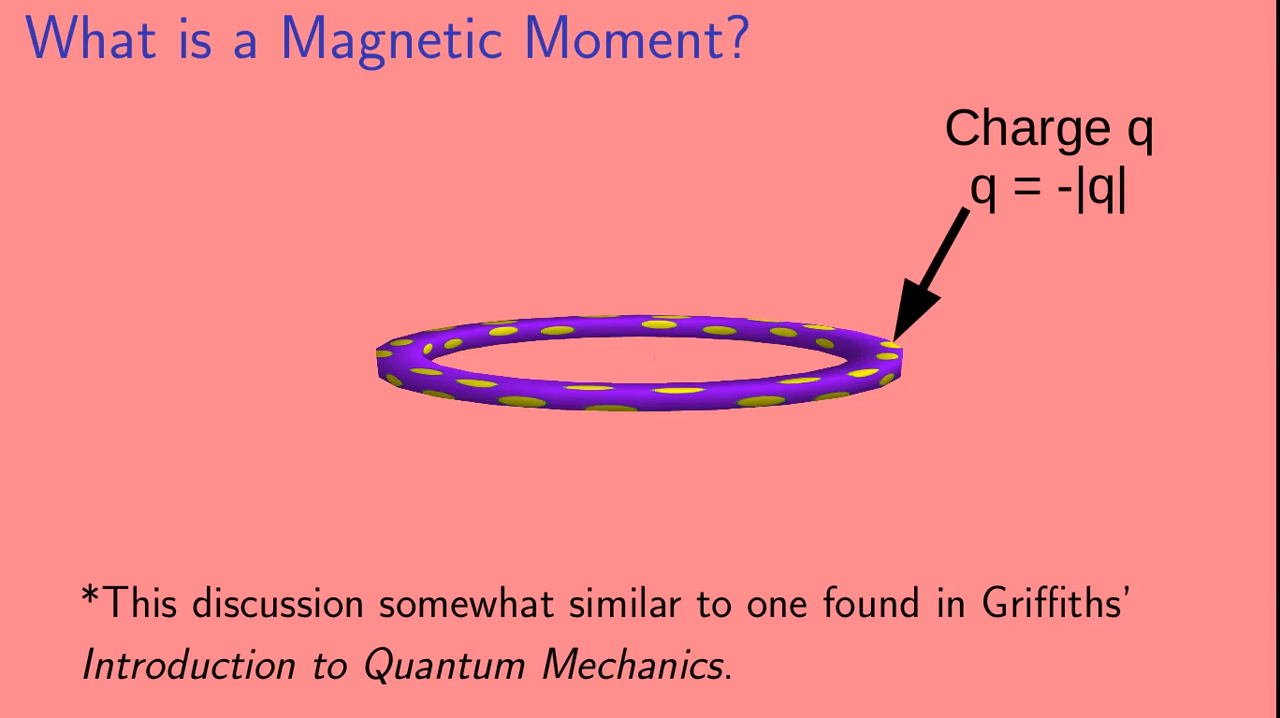 What is a Magnetic Moment?
Charge q
q = -|q|
*This discussion somewhat similar to one found in Griffiths'
Introduction to Quantum Mechanics.